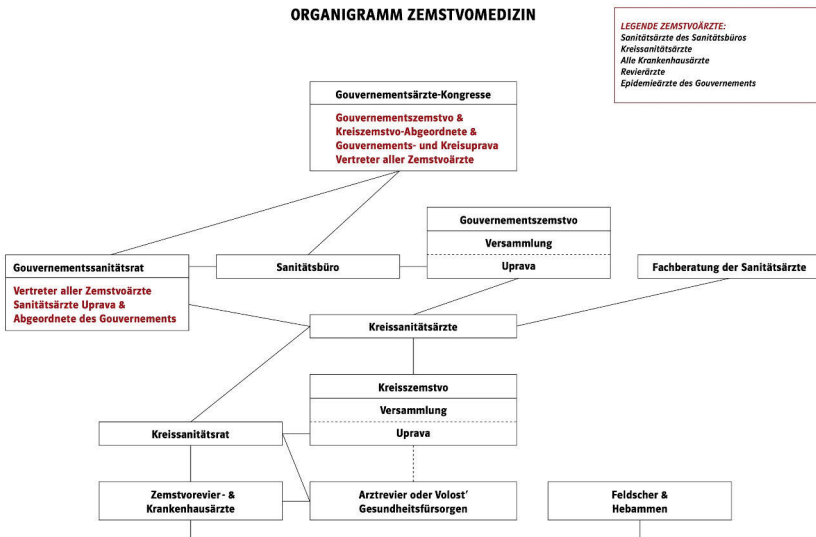 ORGANIGRAMM ZEMSTVOMEDIZIN
LEGENDE ZEMSTVOÄRZTE:
Sanitätsärzte des Sanitätsbüros
Kreissanitätsärzte
Alle Krankenhausärzte
Revierärzte
Epidemieärzte des Gouvernements
Gouvernementsärzte-Kongresse
Gouvernementszemstvo &
Kreiszemstvo-Abgeordnete &
Gouvernements- und Kreisuprava
Vertreter aller Zemstvoärzte
Gouvernementszemstvo
Versammlung
Uprava
Gouvernementssanitätsrat
Vertreter aller Zemstvoärzte
Sanitätsärzte Uprava &
Abgeordnete des Gouvernements
Sanitätsbüro
Fachberatung der Sanitätsärzte
Kreissanitätsärzte
Kreisszemstvo
Versammlung
Uprava
Kreissanitätsrat
Zemstvorevier- &
Krankenhausärzte
Arztrevier oder Volost'
Gesundheitsfürsorgen
Feldscher &
Hebammen